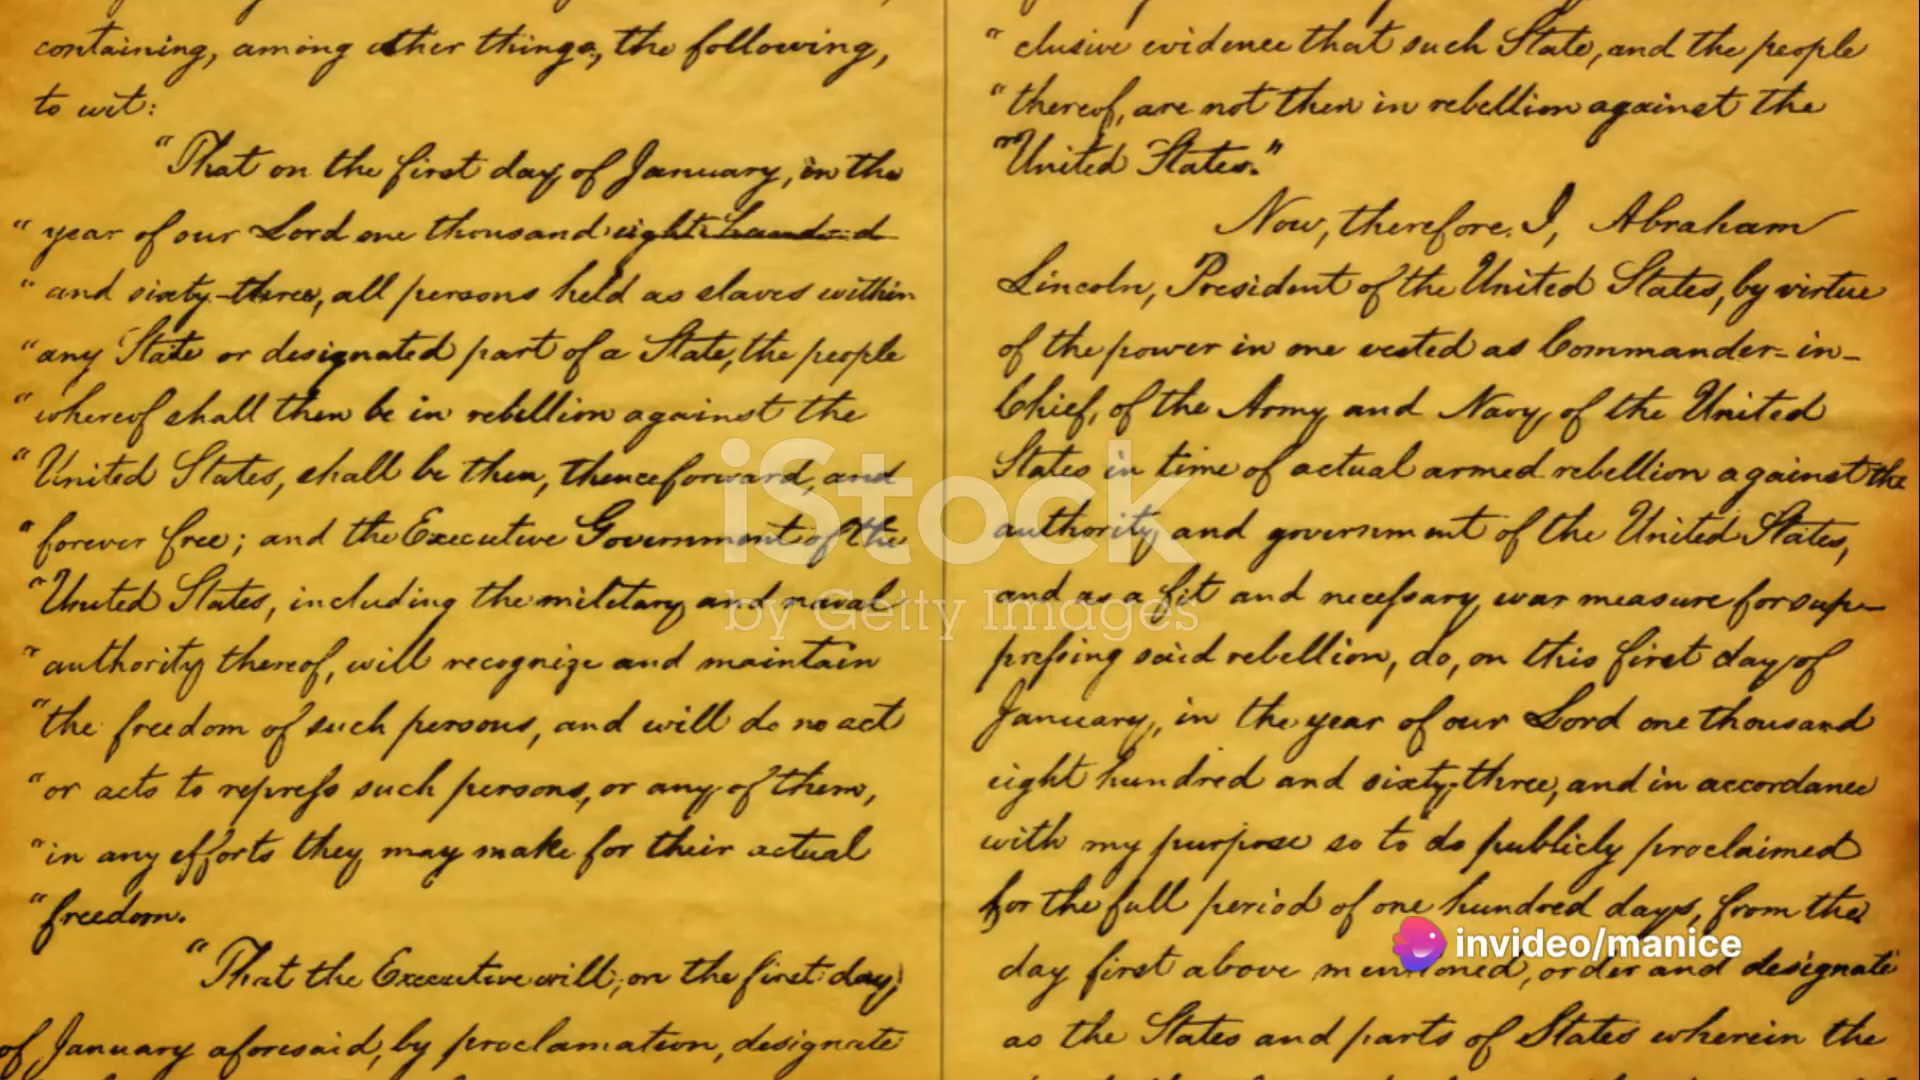 containing, among other things, the following,
to wit:
"That on the first day of January, in the
"year of our Lord one thousand eight hundred
"and sixty-three, all persons held as slaves within
"any State or designated part of a State, the people
"whereof shall then be in rebellion against the
"United States, shall be then, thenceforward, and
"forever free; and the Executive Government of the
"United States, including the military and naval
"authority thereof, will recognize and maintain
"the freedom of such persons, and will do no act
"or acts to repress such persons, or any of them,
"in any efforts they may make for their actual
"freedom.
"That the Executive will, on the first day,
of January aforesaid, by proclamation, designate
"clusive evidence that such State, and the people
"thereof, are not then in rebellion against the
"United States."
Now, therefore, I, Abraham
Lincoln, President of the United States, by virtue
of the power in me vested as Commander-in-
Chief, of the Army and Navy, of the United
States in time of actual armed rebellion against the
authority and government of the United States,
and as a fit and necessary war measure for sup-
pressing said rebellion, do, on this first day of
January, in the year of our Lord one thousand
eight hundred and sixty-three, and in accordance
with my purpose so to do publicly proclaimed
for the full period of one hundred days, from the
day first above mentioned, order and designate
as the States and parts of States wherein the
iStock
by Getty Images
invideo/manice